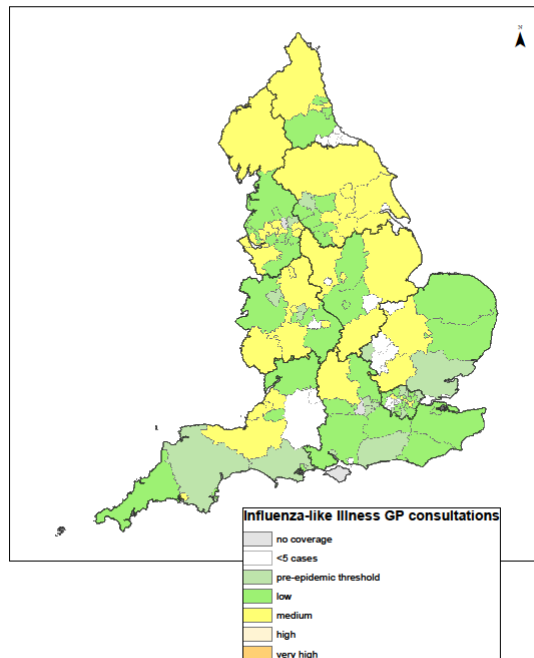 N
Influenza-like Illness GP consultations
no coverage
<5 cases
pre-epidemic threshold
low
medium
high
very high